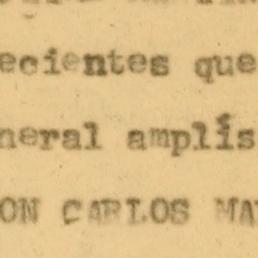 ecientes que
neral amplís
ON CARLOS MA